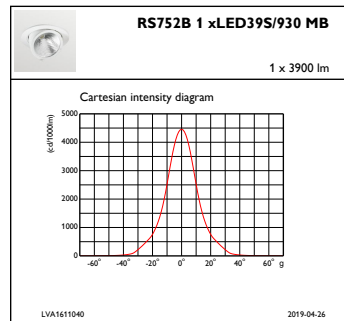 RS752B 1 xLED39S/930 MB
1 x 3900 lm
Cartesian intensity diagram
(cd/1000lm)
5000
4000
3000
2000
1000
0
-60° -40° -20° 0° 20° 40° 60° g
LVA1611040 2019-04-26